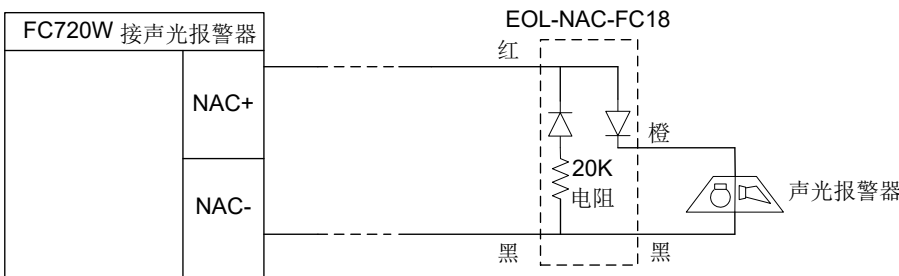 EOL-NAC-FC18
FC720W 接声光报警器
红
NAC+
橙
20K
电阻
声光报警器
NAC-
黑
黑